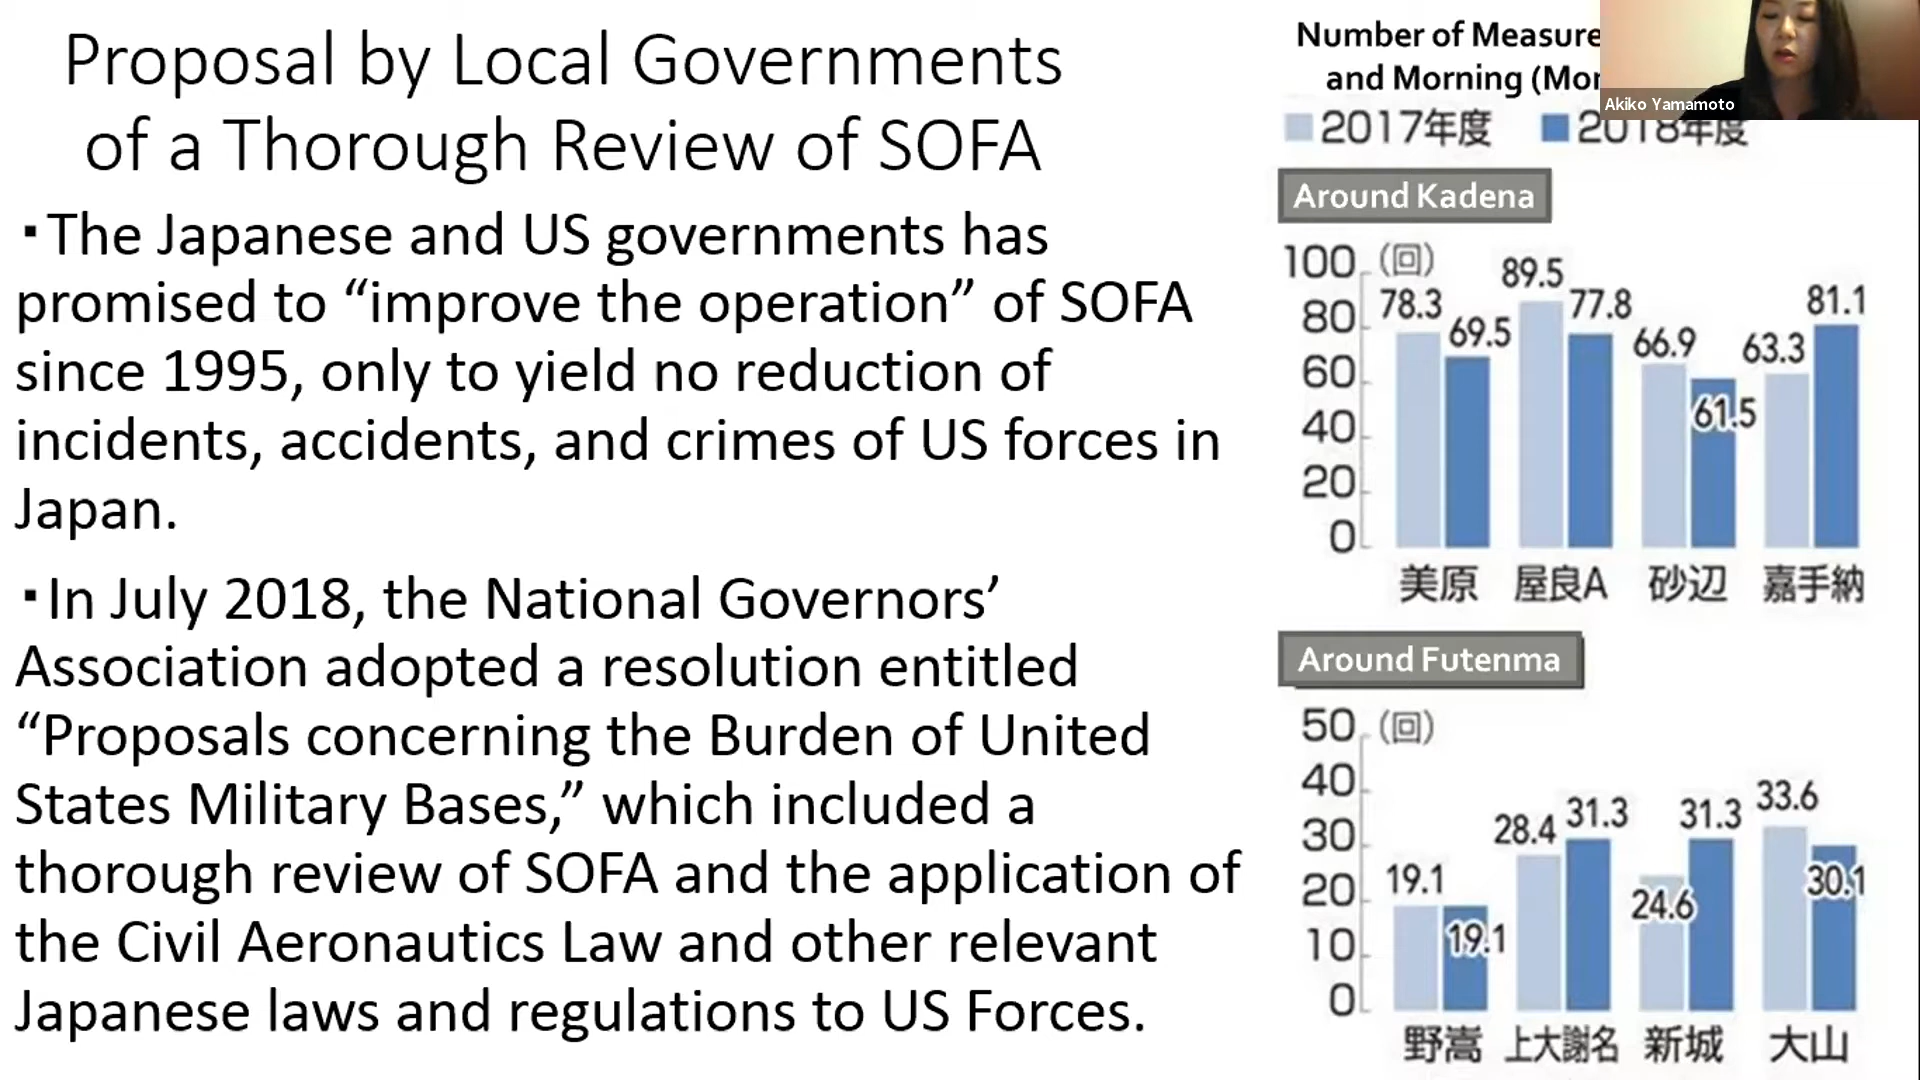 Proposal by Local Governments
of a Thorough Review of SOFA
・The Japanese and US governments has
promised to “improve the operation” of SOFA
since 1995, only to yield no reduction of
incidents, accidents, and crimes of US forces in
Japan.
・In July 2018, the National Governors’
Association adopted a resolution entitled
“Proposals concerning the Burden of United
States Military Bases,” which included a
thorough review of SOFA and the application of
the Civil Aeronautics Law and other relevant
Japanese laws and regulations to US Forces.
Number of Measure
and Morning (Mor
Akiko Yamamoto
2017年度 2018年度
Around Kadena
100 (回)
80
60
40
20
0
78.3 69.5 89.5 77.8 66.9 61.5 63.3 81.1
美原 屋良A 砂辺 嘉手納
Around Futenma
50 (回)
40
30
20
10
0
19.1 19.1 28.4 31.3 24.6 31.3 33.6 30.1
野嵩 上大謝名 新城 大山